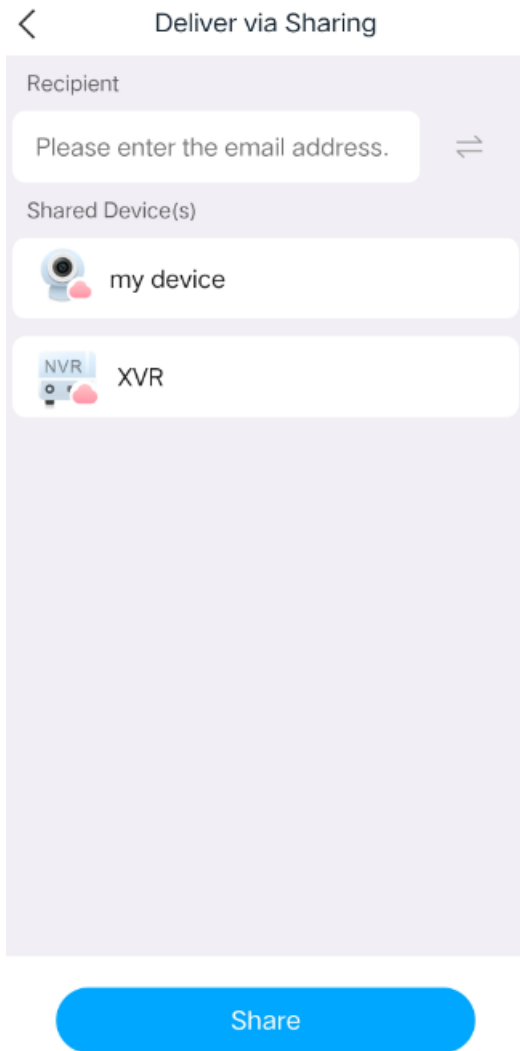 Deliver via Sharing
Recipient
Please enter the email address.
Shared Device(s)
my device
NVR
XVR
Share